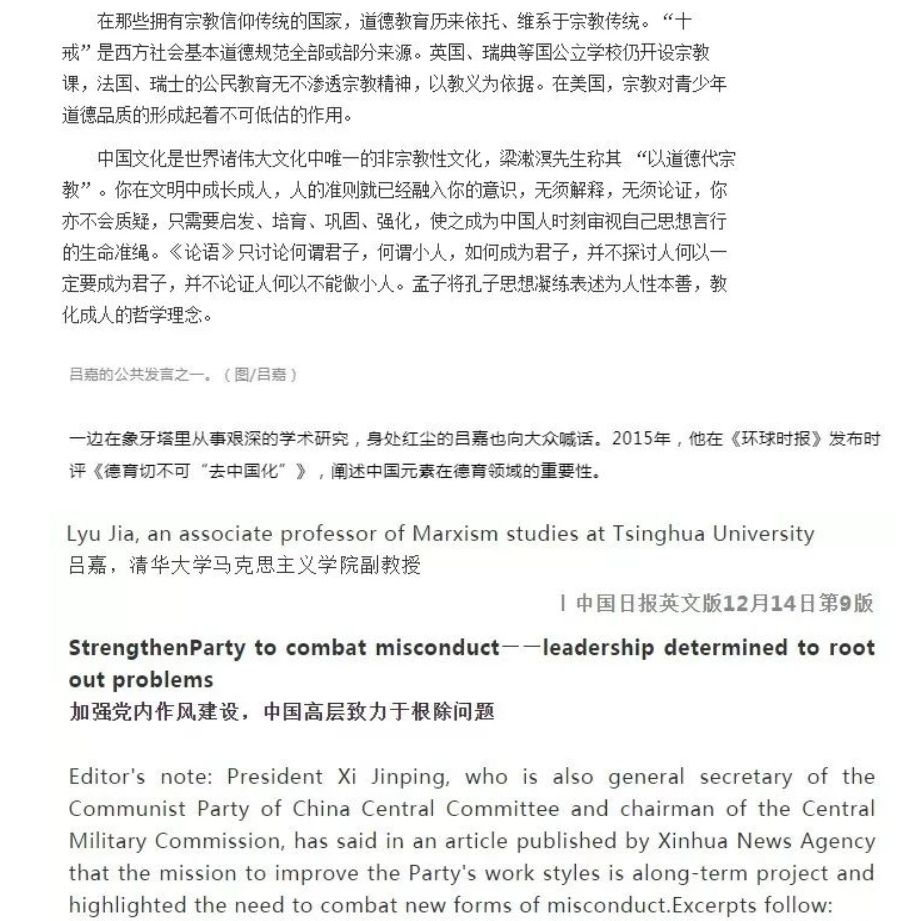 在那些拥有宗教信仰传统的国家，道德教育历来依托、维系于宗教传统。“十
戒”是西方社会基本道德规范全部或部分来源。英国、瑞典等国公立学校仍开设宗教
课，法国、瑞士的公民教育无不渗透宗教精神，以教义为依据。在美国，宗教对青少年
道德品质的形成起着不可低估的作用。
中国文化是世界诸伟大文化中唯一的非宗教性文化，梁漱溟先生称其 “以道德代宗
教”。你在文明中成长成人，人的准则就已经融入你的意识，无须解释，无须论证，你
亦不会质疑，只需要启发、培育、巩固、强化，使之成为中国人时刻审视自己思想言行
的生命准绳。《论语》只讨论何谓君子，何谓小人，如何成为君子，并不探讨人何以一
定要成为君子，并不论证人何以不能做小人。孟子将孔子思想凝练表述为人性本善，教
化成人的哲学理念。
吕嘉的公共发言之一。（图/吕嘉）
一边在象牙塔里从事艰深的学术研究，身处红尘的吕嘉也向大众喊话。2015年，他在《环球时报》发布时
评《德育切不可“去中国化”》，阐述中国元素在德育领域的重要性。
Lyu Jia, an associate professor of Marxism studies at Tsinghua University
吕嘉，清华大学马克思主义学院副教授
丨中国日报英文版12月14日第9版
StrengthenParty to combat misconduct－－leadership determined to root
out problems
加强党内作风建设，中国高层致力于根除问题
Editor's note: President Xi Jinping, who is also general secretary of the
Communist Party of China Central Committee and chairman of the Central
Military Commission, has said in an article published by Xinhua News Agency
that the mission to improve the Party's work styles is along-term project and
highlighted the need to combat new forms of misconduct.Excerpts follow: